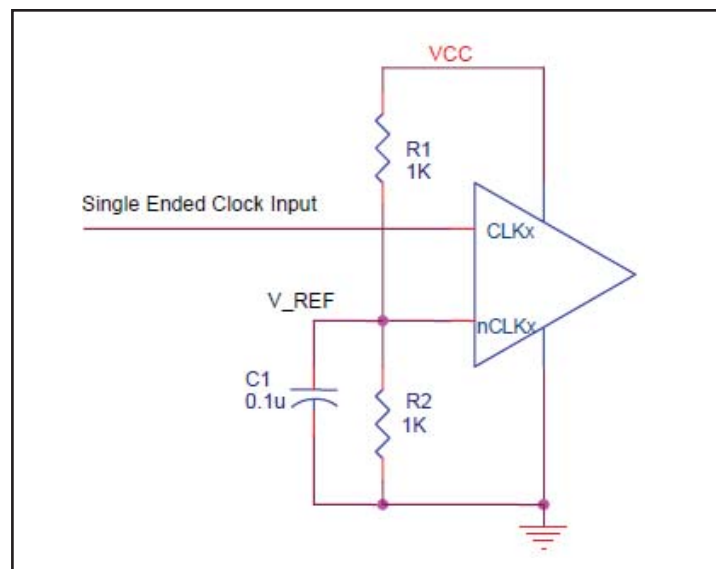 VCC
R1
1K
Single Ended Clock Input
CLKx
V_REF
nCLKx
C1
0.1u
R2
1K